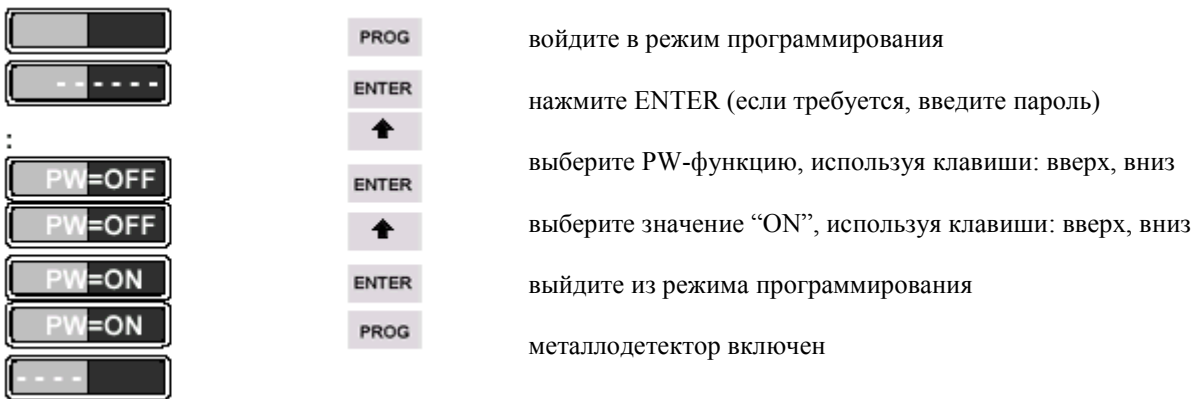 PROG войдите в режим программирования
- - - - - -
ENTER нажмите ENTER (если требуется, введите пароль)
:
PW=OFF ENTER выберите PW-функцию, используя клавиши: вверх, вниз
PW=OFF выберите значение “ON”, используя клавиши: вверх, вниз
PW=ON ENTER выйдите из режима программирования
PW=ON PROG металлодетектор включен
- - - -